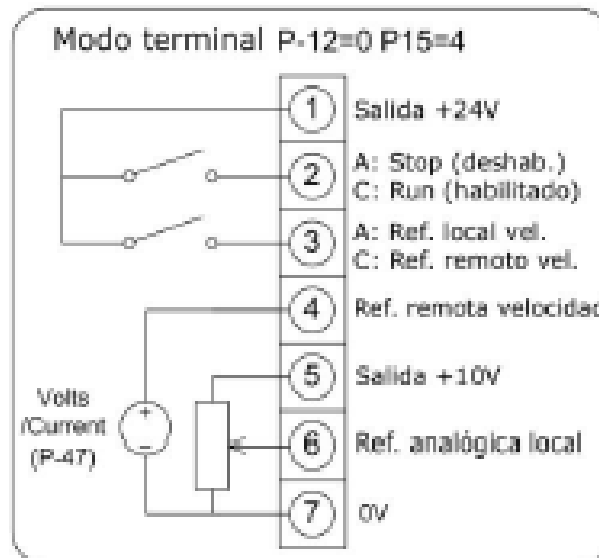 Modo terminal P-12=0 P15=4
1 Salida +24V
2 A: Stop (deshab.)
C: Run (habilitado)
3 A: Ref. local vel.
C: Ref. remoto vel.
4 Ref. remota velocidad
5 Salida +10V
Volts
/Current
(P-47)
+
−
6 Ref. analógica local
7 0V